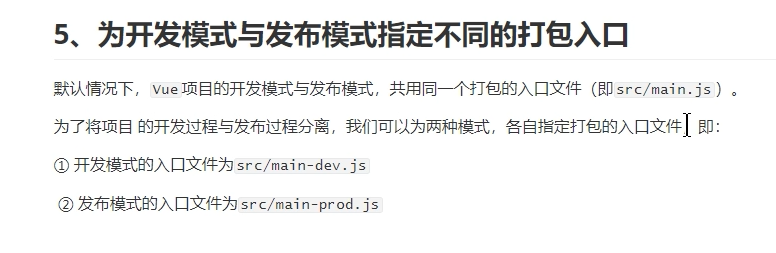 5、为开发模式与发布模式指定不同的打包入口
默认情况下，Vue项目的开发模式与发布模式，共用同一个打包的入口文件（即src/main.js）。
为了将项目 的开发过程与发布过程分离，我们可以为两种模式，各自指定打包的入口文件，即：
① 开发模式的入口文件为src/main-dev.js
② 发布模式的入口文件为src/main-prod.js